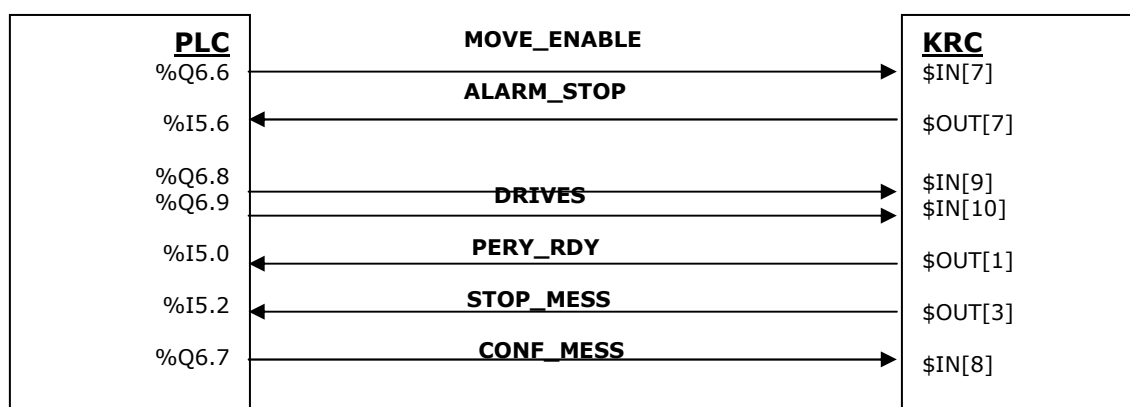 PLC MOVE_ENABLE KRC
%Q6.6 $IN[7]
ALARM_STOP
%I5.6 $OUT[7]
%Q6.8 $IN[9]
%Q6.9 DRIVES $IN[10]
%I5.0 PERY_RDY $OUT[1]
%I5.2 STOP_MESS $OUT[3]
%Q6.7 CONF_MESS $IN[8]